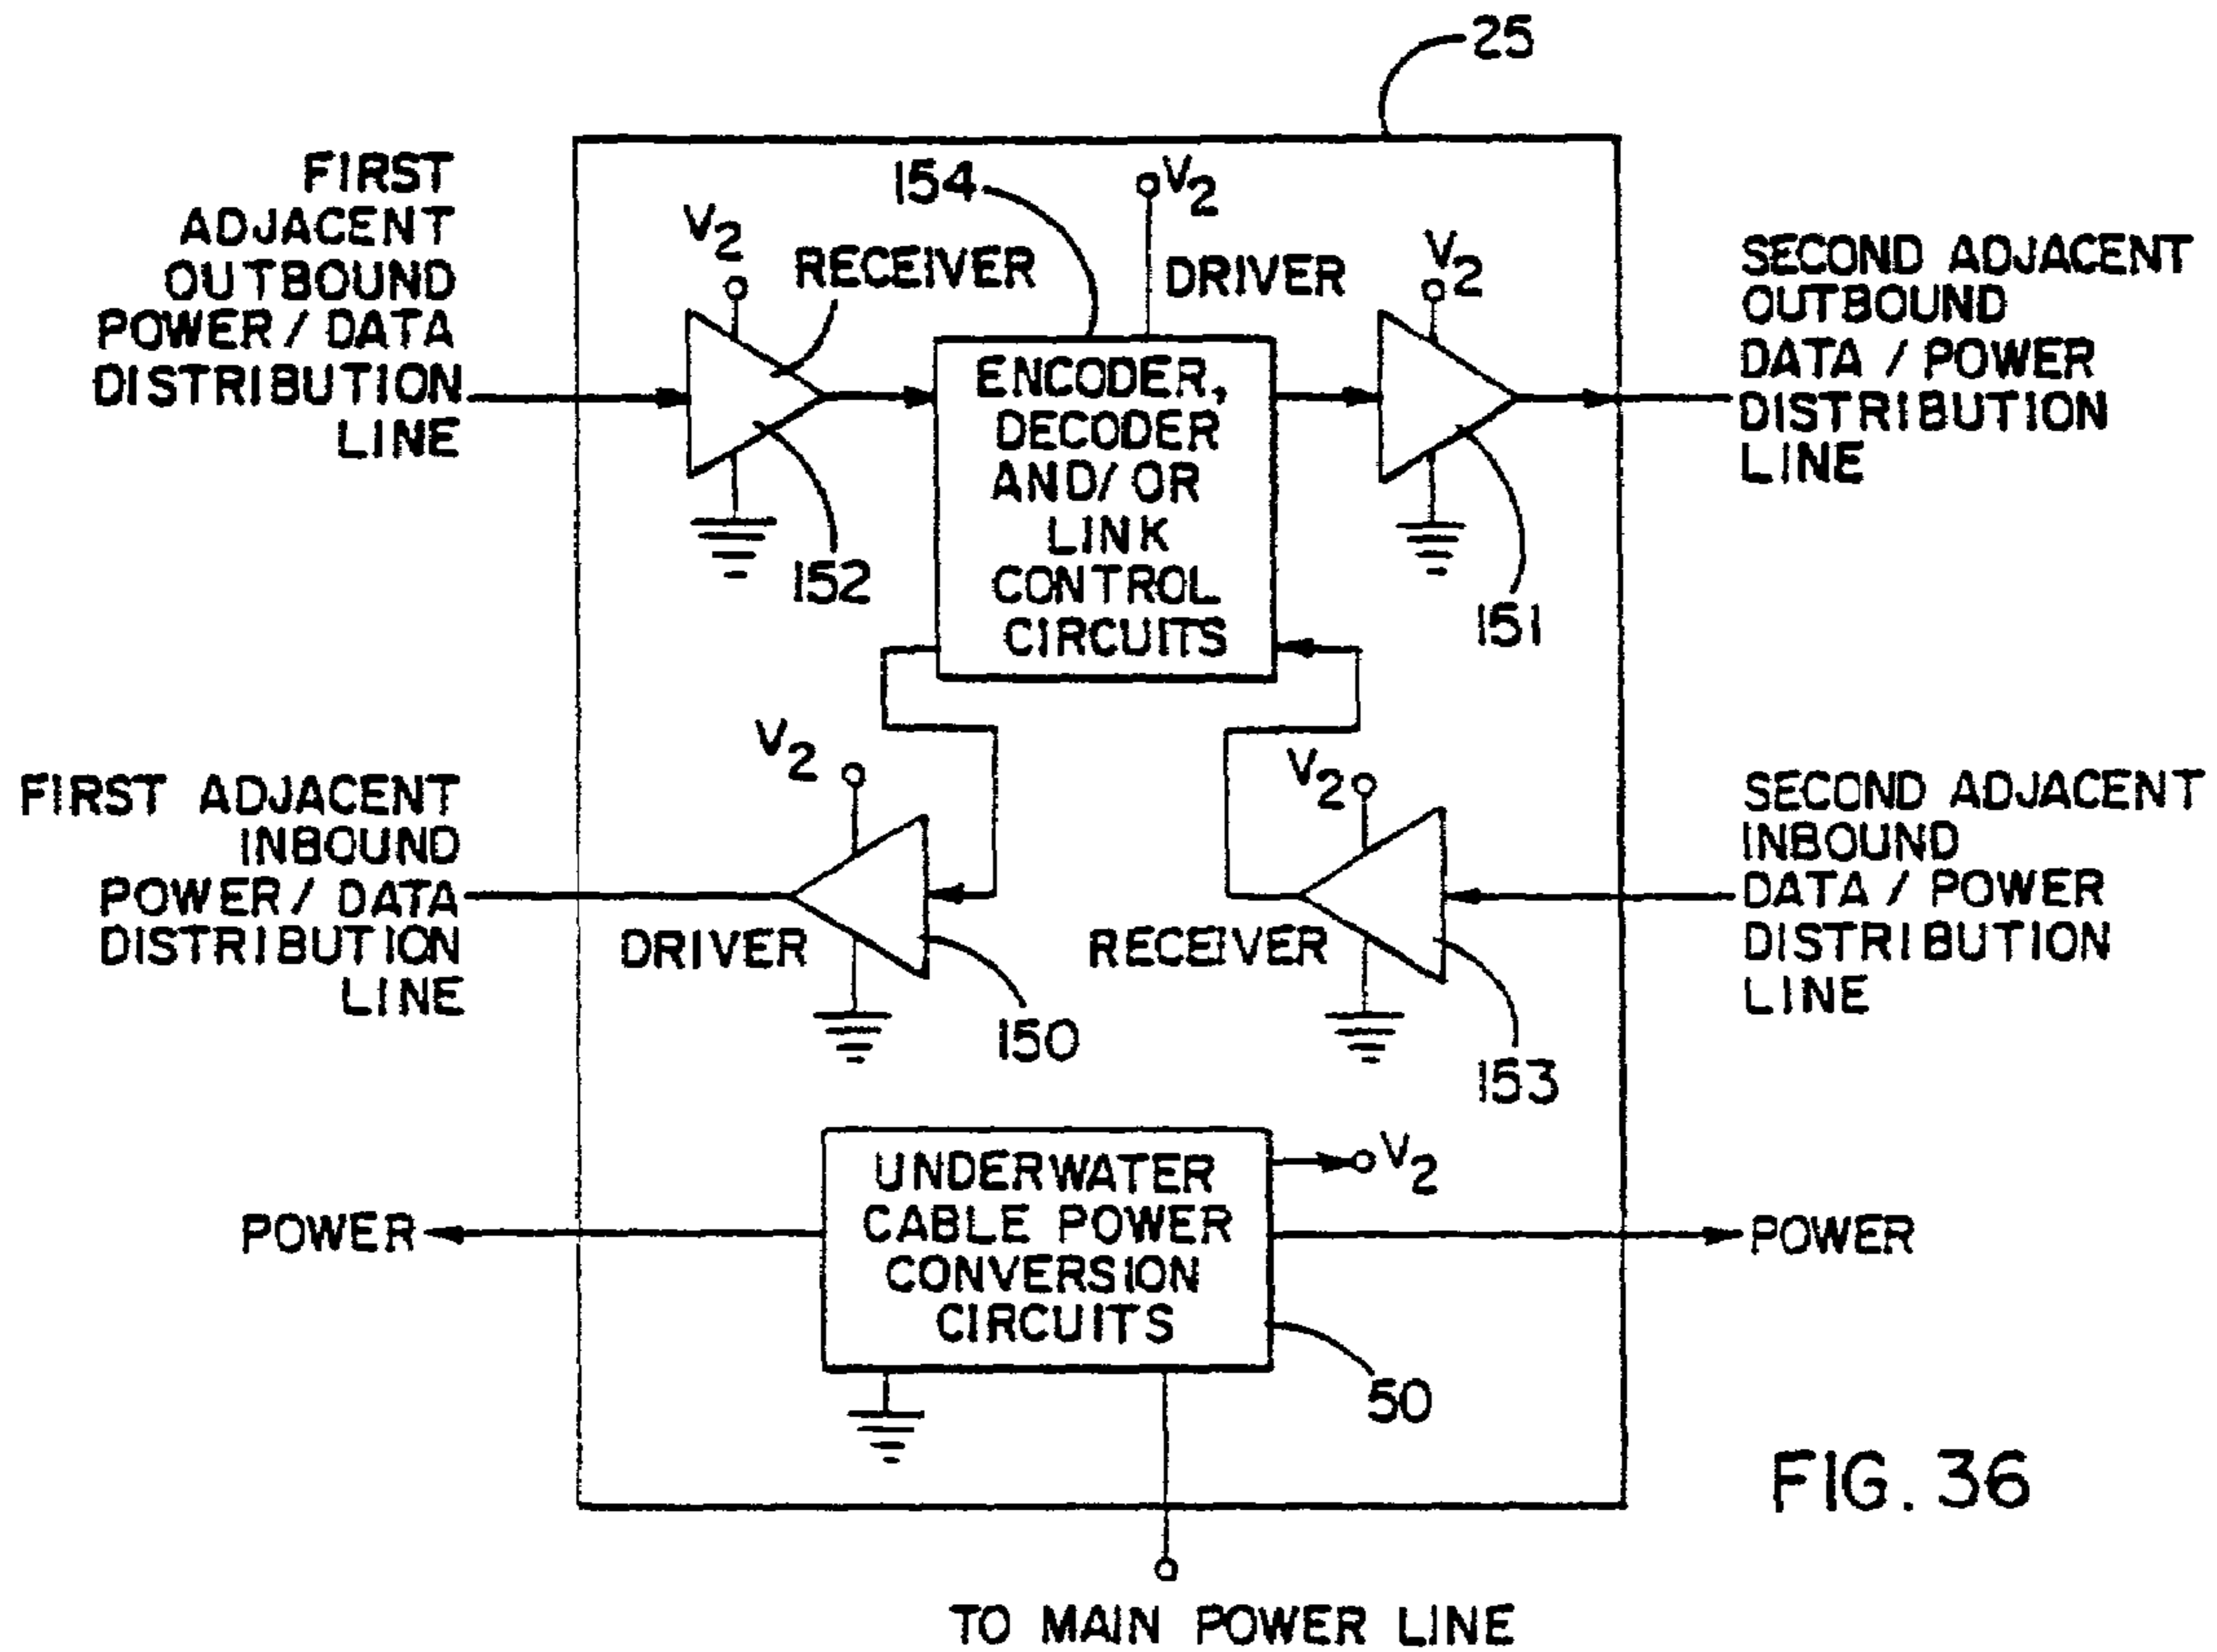 25
FIRST
ADJACENT
OUTBOUND
POWER / DATA
DISTRIBUTION
LINE
V2
RECEIVER
152
154
V2
ENCODER,
DECODER
AND/OR
LINK
CONTROL
CIRCUITS
DRIVER
V2
151
SECOND ADJACENT
OUTBOUND
DATA / POWER
DISTRIBUTION
LINE
FIRST ADJACENT
INBOUND
POWER / DATA
DISTRIBUTION
LINE
V2
DRIVER
150
V2
RECEIVER
153
SECOND ADJACENT
INBOUND
DATA / POWER
DISTRIBUTION
LINE
POWER
UNDERWATER
CABLE POWER
CONVERSION
CIRCUITS
V2
POWER
50
TO MAIN POWER LINE
FIG. 36